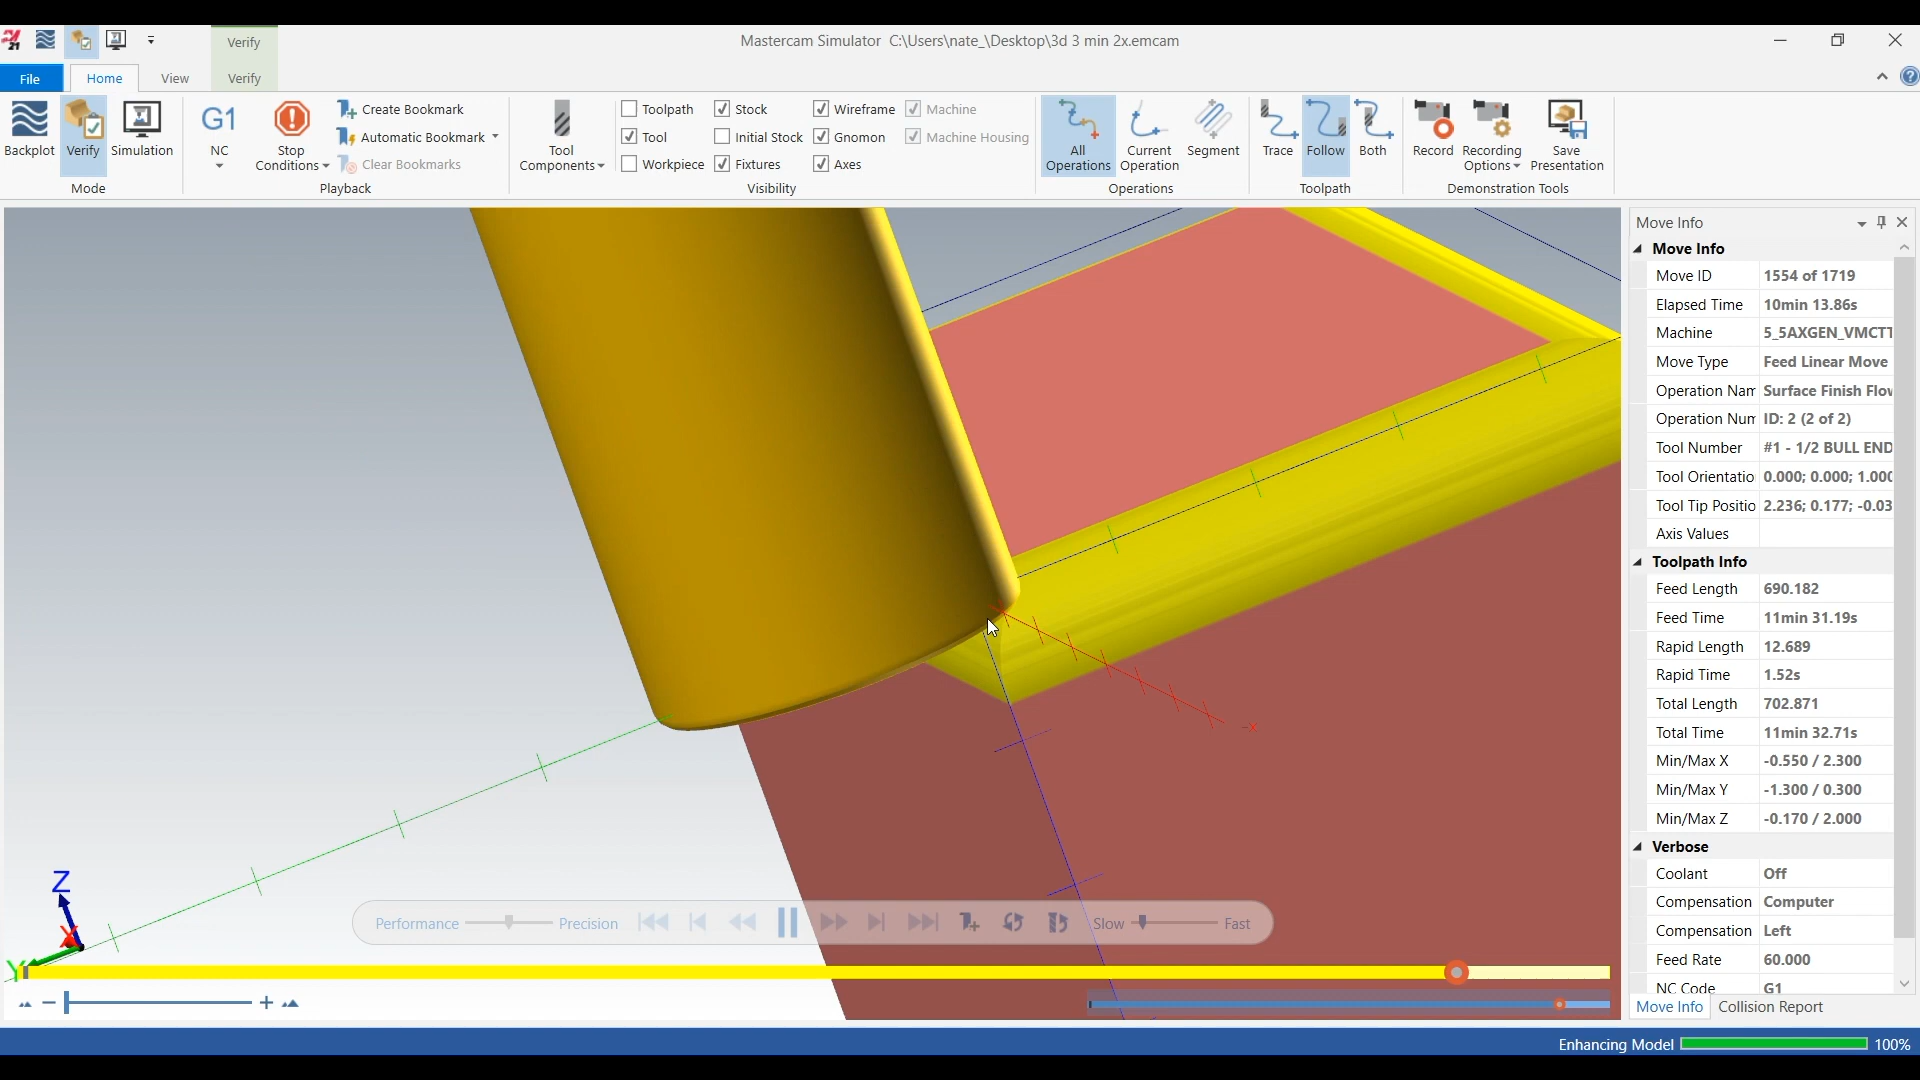 Verify
Mastercam Simulator C:\Users\nate_\Desktop\3d 3 min 2x.emcam
File
Home
View
Verify
Backplot
Verify
Simulation
Mode
G1
NC
Stop
Conditions
Create Bookmark
Automatic Bookmark
Clear Bookmarks
Playback
Tool
Components
Toolpath
Stock
Wireframe
Machine
Tool
Initial Stock
Gnomon
Machine Housing
Workpiece
Fixtures
Axes
Visibility
All
Operations
Current
Operation
Segment
Operations
Trace
Follow
Both
Toolpath
Record
Recording
Options
Save
Presentation
Demonstration Tools
Move Info
Move Info
Move ID 1554 of 1719
Elapsed Time 10min 13.86s
Machine 5_5AXGEN_VMCTT
Move Type Feed Linear Move
Operation Nam Surface Finish Flow
Operation Num ID: 2 (2 of 2)
Tool Number #1 - 1/2 BULL END
Tool Orientatio 0.000; 0.000; 1.000
Tool Tip Positio 2.236; 0.177; -0.03
Axis Values
Toolpath Info
Feed Length 690.182
Feed Time 11min 31.19s
Rapid Length 12.689
Rapid Time 1.52s
Total Length 702.871
Total Time 11min 32.71s
Min/Max X -0.550 / 2.300
Min/Max Y -1.300 / 0.300
Min/Max Z -0.170 / 2.000
Verbose
Coolant Off
Compensation Computer
Compensation Left
Feed Rate 60.000
NC Code G1
Move Info
Collision Report
X
Z
X
Y
Performance
Precision
Slow
Fast
Enhancing Model
100%